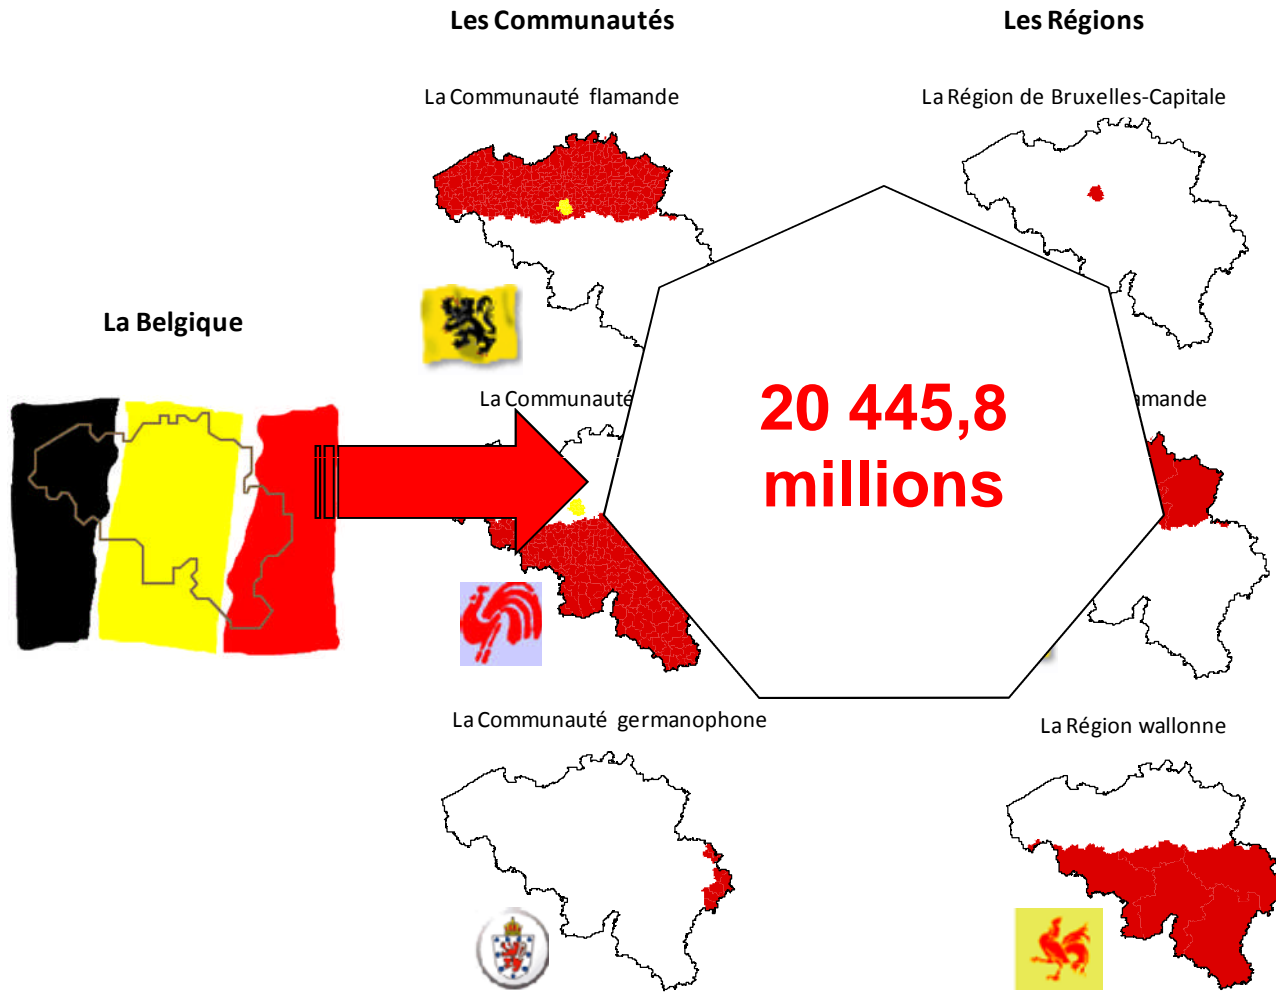 Les Communautés
Les Régions
La Communauté flamande
La Région de Bruxelles-Capitale
La Belgique
La Communauté
mande
20 445,8
millions
La Communauté germanophone
La Région wallonne